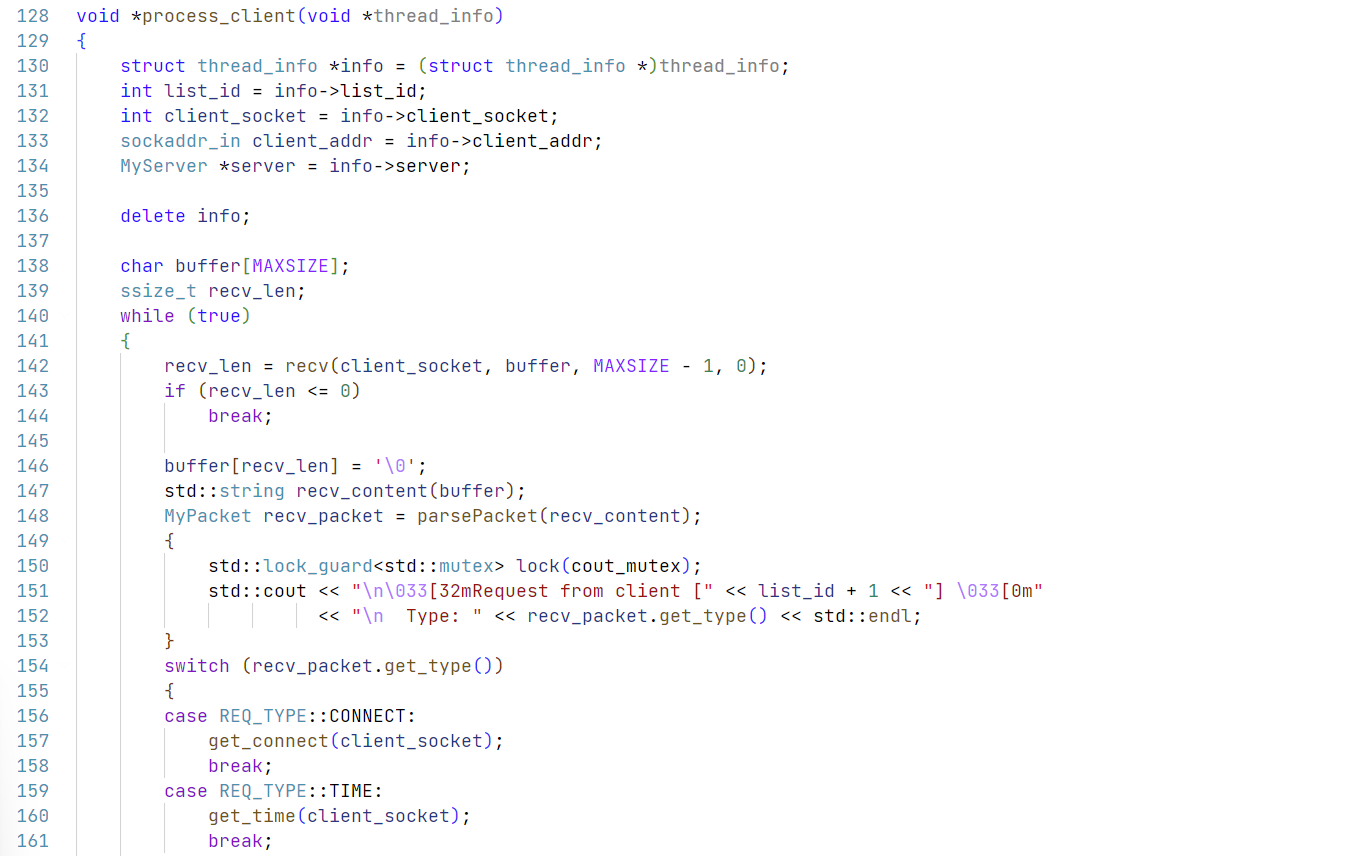 128 void *process_client(void *thread_info)
129 {
130     struct thread_info *info = (struct thread_info *)thread_info;
131     int list_id = info->list_id;
132     int client_socket = info->client_socket;
133     sockaddr_in client_addr = info->client_addr;
134     MyServer *server = info->server;
135
136     delete info;
137
138     char buffer[MAXSIZE];
139     ssize_t recv_len;
140     while (true)
141     {
142         recv_len = recv(client_socket, buffer, MAXSIZE - 1, 0);
143         if (recv_len <= 0)
144             break;
145
146         buffer[recv_len] = '\0';
147         std::string recv_content(buffer);
148         MyPacket recv_packet = parsePacket(recv_content);
149         {
150             std::lock_guard<std::mutex> lock(cout_mutex);
151             std::cout << "\n\033[32mRequest from client [" << list_id + 1 << "] \033[0m"
152                       << "\n  Type: " << recv_packet.get_type() << std::endl;
153         }
154         switch (recv_packet.get_type())
155         {
156         case REQ_TYPE::CONNECT:
157             get_connect(client_socket);
158             break;
159         case REQ_TYPE::TIME:
160             get_time(client_socket);
161             break;